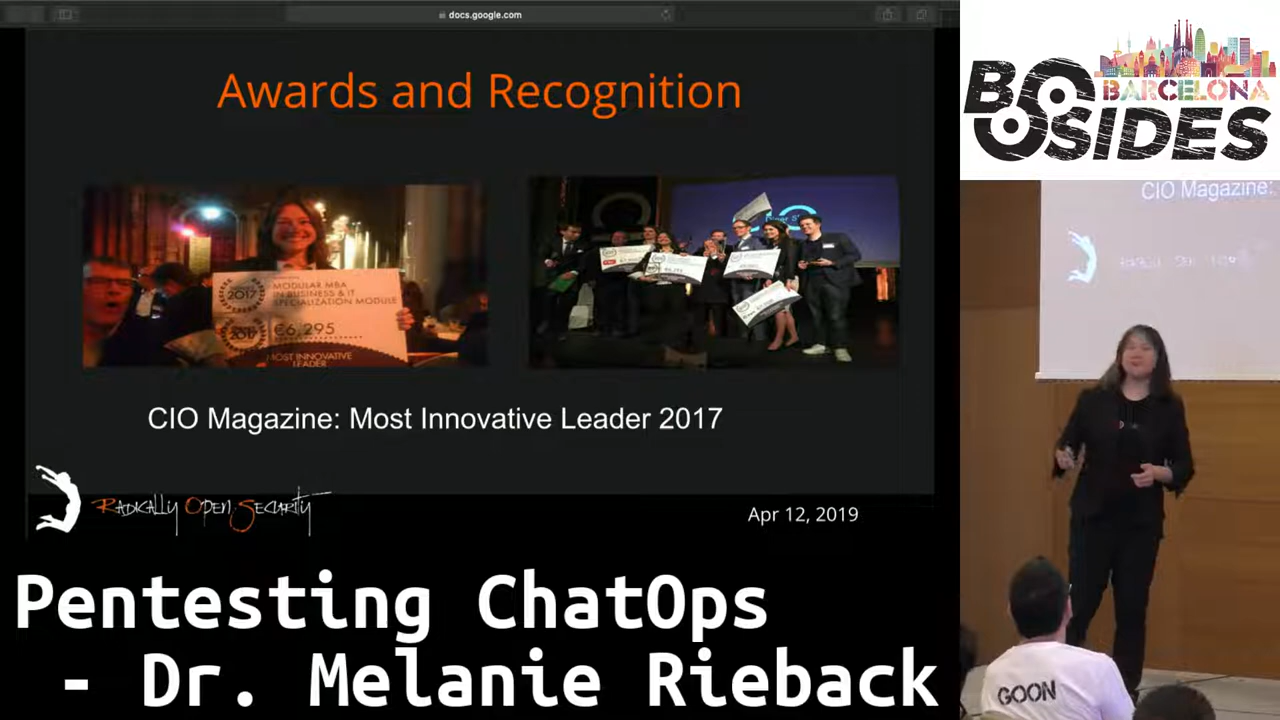 docs.google.com
Awards and Recognition
2017
MODULAR MBA
IN BUSINESS & IT
SPECIALIZATION MODULE
€6,295
MOST INNOVATIVE
LEADER
CIO Magazine: Most Innovative Leader 2017
RADICALLY OPEN SECURITY
Apr 12, 2019
Pentesting ChatOps
- Dr. Melanie Rieback
BSIDES
BARCELONA
CIO Magazine:
GOON